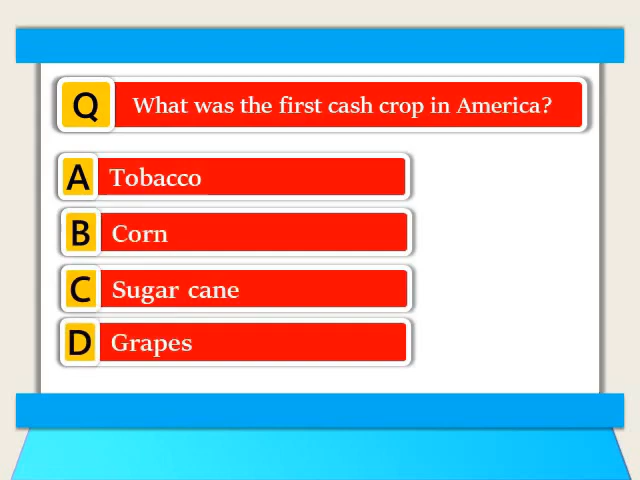 Q What was the first cash crop in America?
A Tobacco
B Corn
C Sugar cane
D Grapes